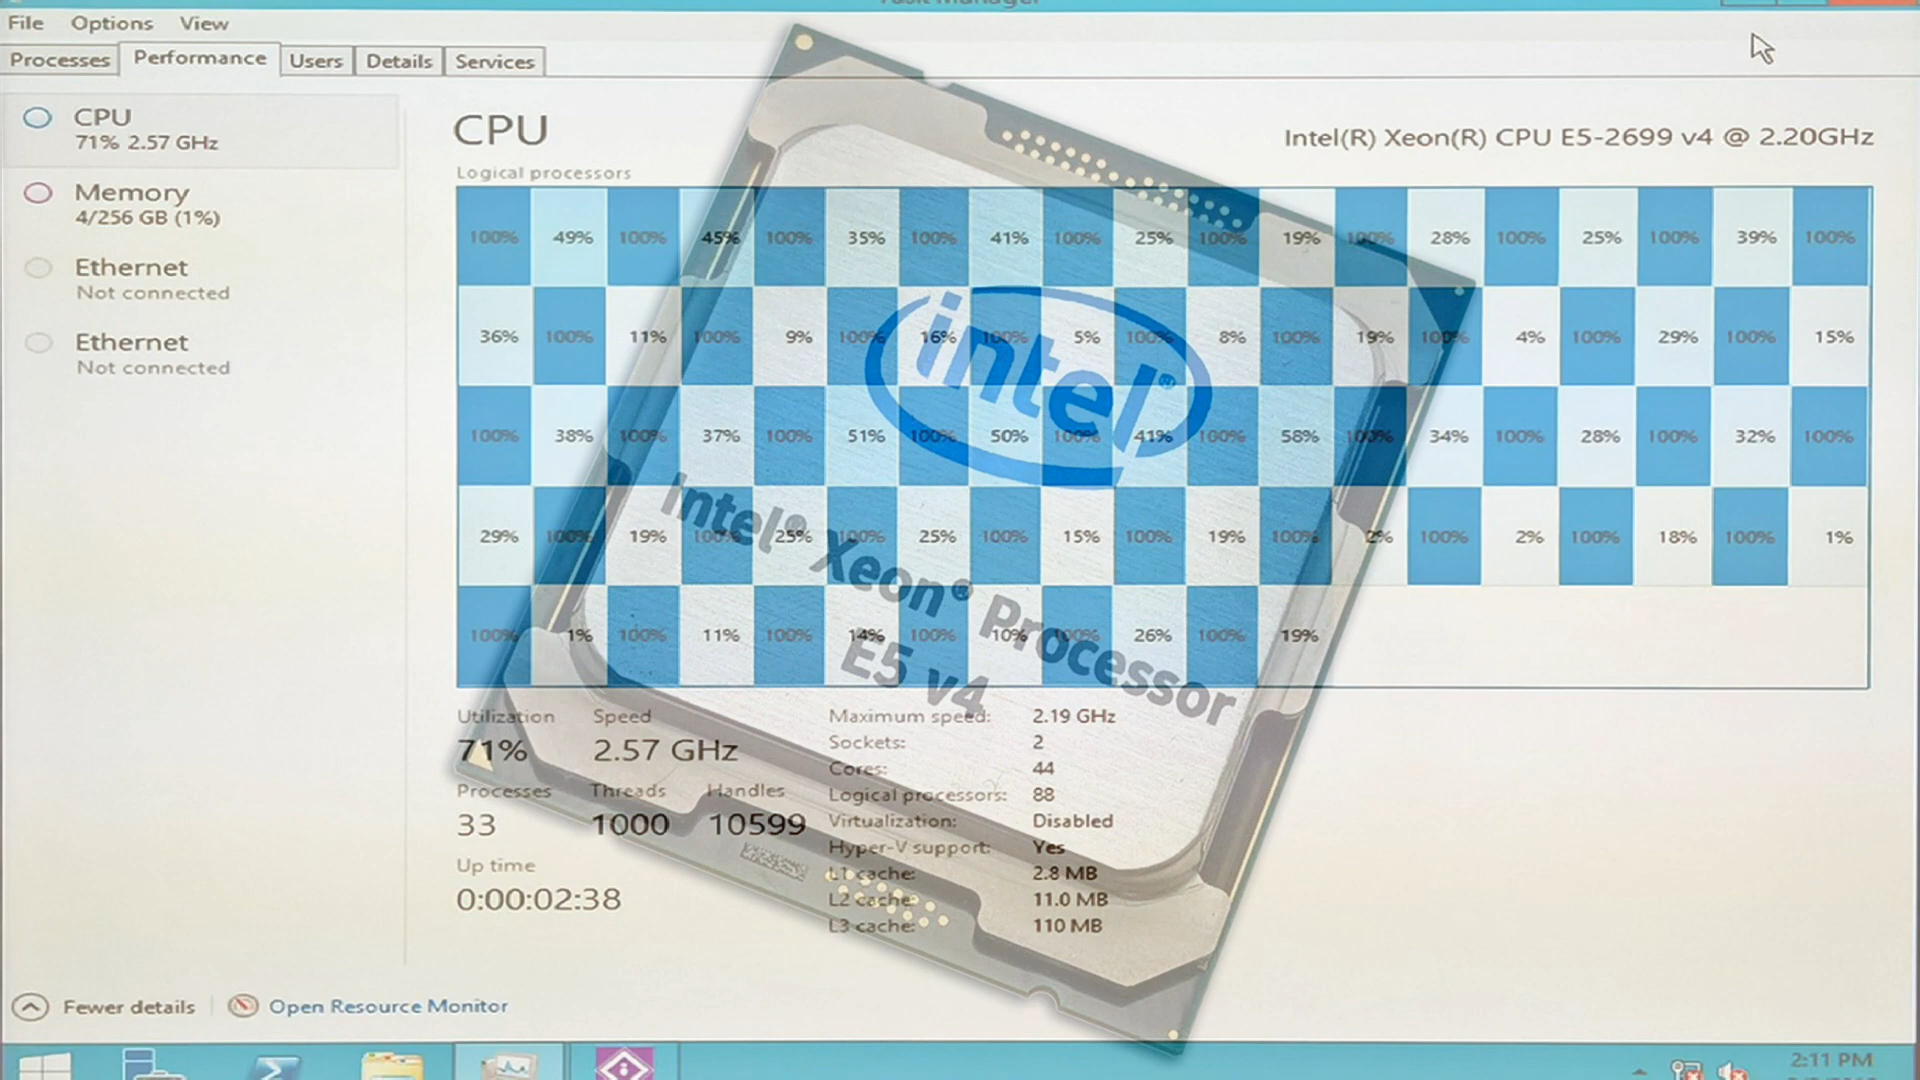 Task Manager
File Options View
Processes Performance Users Details Services
CPU
71% 2.57 GHz
Memory
4/256 GB (1%)
Ethernet
Not connected
Ethernet
Not connected
CPU
Intel(R) Xeon(R) CPU E5-2699 v4 @ 2.20GHz
Logical processors
100% 49% 100% 45% 100% 35% 100% 41% 100% 25% 100% 19% 100% 28% 100% 25% 100% 39% 100%
36% 100% 11% 100% 9% 100% 16% 100% 5% 100% 8% 100% 19% 100% 4% 100% 29% 100% 15%
100% 38% 100% 37% 100% 51% 100% 50% 100% 41% 100% 58% 100% 34% 100% 28% 100% 32% 100%
29% 100% 19% 100% 25% 100% 25% 100% 15% 100% 19% 100% 2% 100% 2% 100% 18% 100% 1%
100% 1% 100% 11% 100% 14% 100% 10% 100% 26% 100% 19%
intel®
Intel® Xeon® Processor
E5 v4
Utilization Speed
71% 2.57 GHz
Processes Threads Handles
33 1000 10599
Up time
0:00:02:38
Maximum speed: 2.19 GHz
Sockets: 2
Cores: 44
Logical processors: 88
Virtualization: Disabled
Hyper-V support: Yes
L1 cache: 2.8 MB
L2 cache: 11.0 MB
L3 cache: 110 MB
Fewer details Open Resource Monitor
2:11 PM